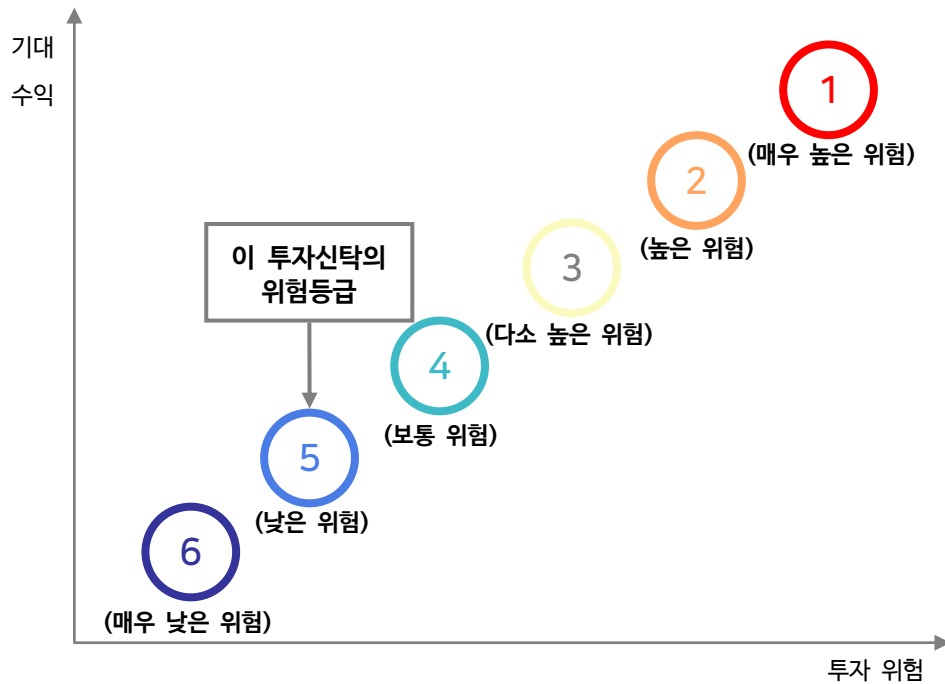 기대
수익
1
(매우 높은 위험)
2
(높은 위험)
이 투자신탁의
위험등급
3
(다소 높은 위험)
4
(보통 위험)
5
(낮은 위험)
6
(매우 낮은 위험)
투자 위험